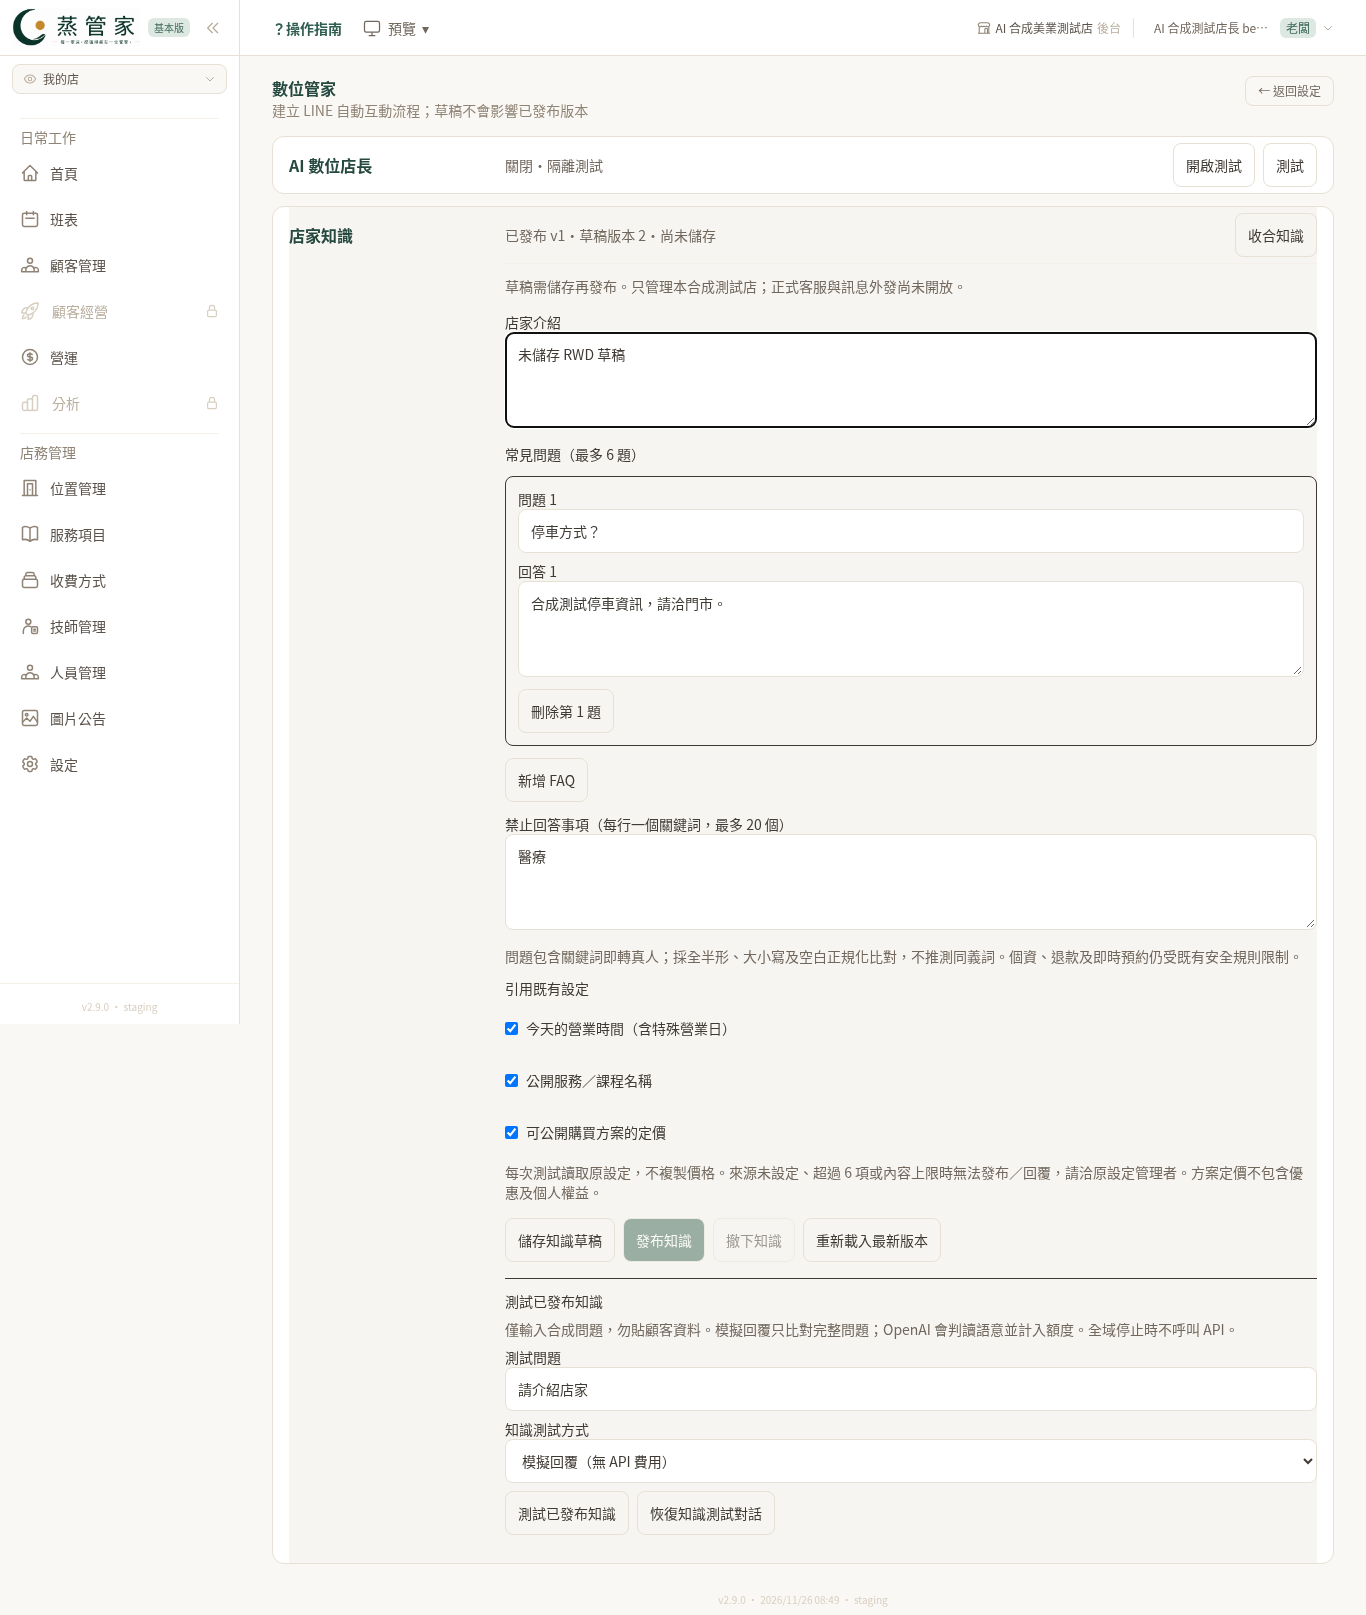 蒸管家
基本版
我的店
日常工作
首頁
班表
顧客管理
顧客經營
營運
分析
店務管理
位置管理
服務項目
收費方式
技師管理
人員管理
圖片公告
設定
v2.9.0 · staging
？操作指南
預覽 ▾
AI 合成美業測試店 後台
AI 合成測試店長 be…
老闆
數位管家
建立 LINE 自動互動流程；草稿不會影響已發布版本
← 返回設定
AI 數位店長
關閉・隔離測試
開啟測試
測試
店家知識
已發布 v1・草稿版本 2・尚未儲存
收合知識
草稿需儲存再發布。只管理本合成測試店；正式客服與訊息外發尚未開放。
店家介紹
未儲存 RWD 草稿
常見問題（最多 6 題）
問題 1
停車方式？
回答 1
合成測試停車資訊，請洽門市。
刪除第 1 題
新增 FAQ
禁止回答事項（每行一個關鍵詞，最多 20 個）
醫療
問題包含關鍵詞即轉真人；採全半形、大小寫及空白正規化比對，不推測同義詞。個資、退款及即時預約仍受既有安全規則限制。
引用既有設定
今天的營業時間（含特殊營業日）
公開服務／課程名稱
可公開購買方案的定價
每次測試讀取原設定，不複製價格。來源未設定、超過 6 項或內容上限時無法發布／回覆，請洽原設定管理者。方案定價不包含優
惠及個人權益。
儲存知識草稿
發布知識
撤下知識
重新載入最新版本
測試已發布知識
僅輸入合成問題，勿貼顧客資料。模擬回覆只比對完整問題；OpenAI 會判讀語意並計入額度。全域停止時不呼叫 API。
測試問題
請介紹店家
知識測試方式
模擬回覆（無 API 費用）
測試已發布知識
恢復知識測試對話
v2.9.0 · 2026/11/26 08:49 · staging